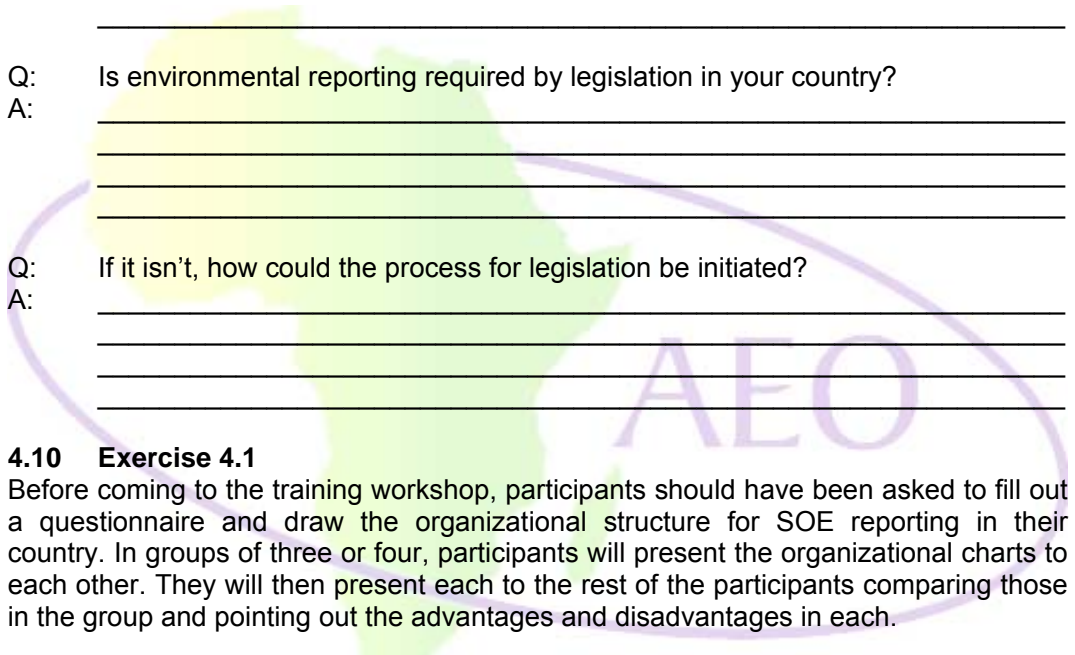 Q: Is environmental reporting required by legislation in your country?
A:
Q: If it isn't, how could the process for legislation be initiated?
A:
AEO
4.10 Exercise 4.1
Before coming to the training workshop, participants should have been asked to fill out
a questionnaire and draw the organizational structure for SOE reporting in their
country. In groups of three or four, participants will present the organizational charts to
each other. They will then present each to the rest of the participants comparing those
in the group and pointing out the advantages and disadvantages in each.